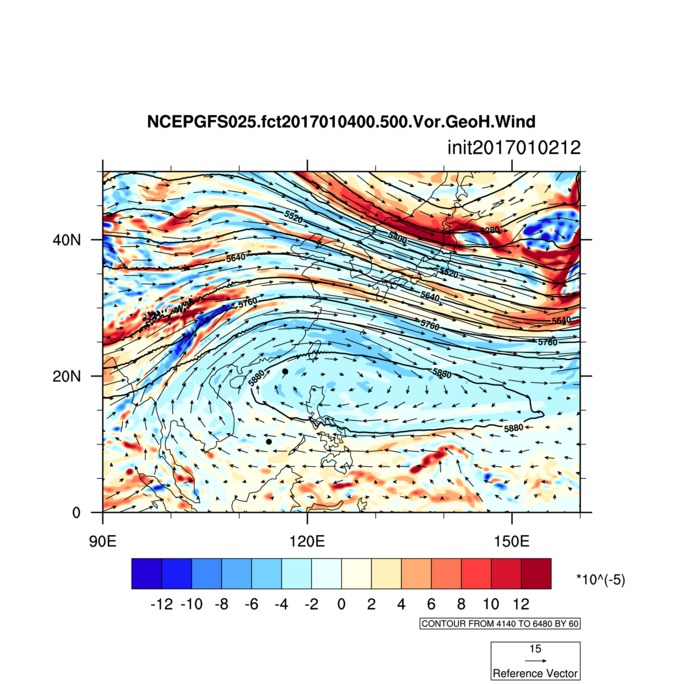 NCEPGFS025.fct2017010400.500.Vor.GeoH.Wind
init2017010212
5520
5400
5280
40N
5640
5520
5760
5640
5640
5760
5760
20N
5880
5880
5880
0
90E 120E 150E
-12 -10 -8 -6 -4 -2 0 2 4 6 8 10 12
*10^(-5)
CONTOUR FROM 4140 TO 6480 BY 60
15
Reference Vector